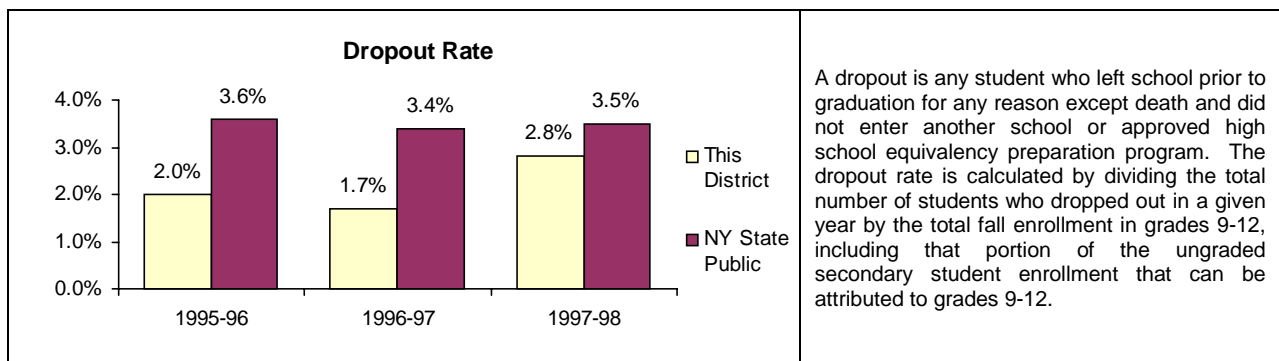 Dropout Rate
4.0%
3.0%
2.0%
1.0%
0.0%
2.0%
3.6%
1.7%
3.4%
2.8%
3.5%
1995-96
1996-97
1997-98
This
District
NY State
Public
A dropout is any student who left school prior to
graduation for any reason except death and did
not enter another school or approved high
school equivalency preparation program. The
dropout rate is calculated by dividing the total
number of students who dropped out in a given
year by the total fall enrollment in grades 9-12,
including that portion of the ungraded
secondary student enrollment that can be
attributed to grades 9-12.